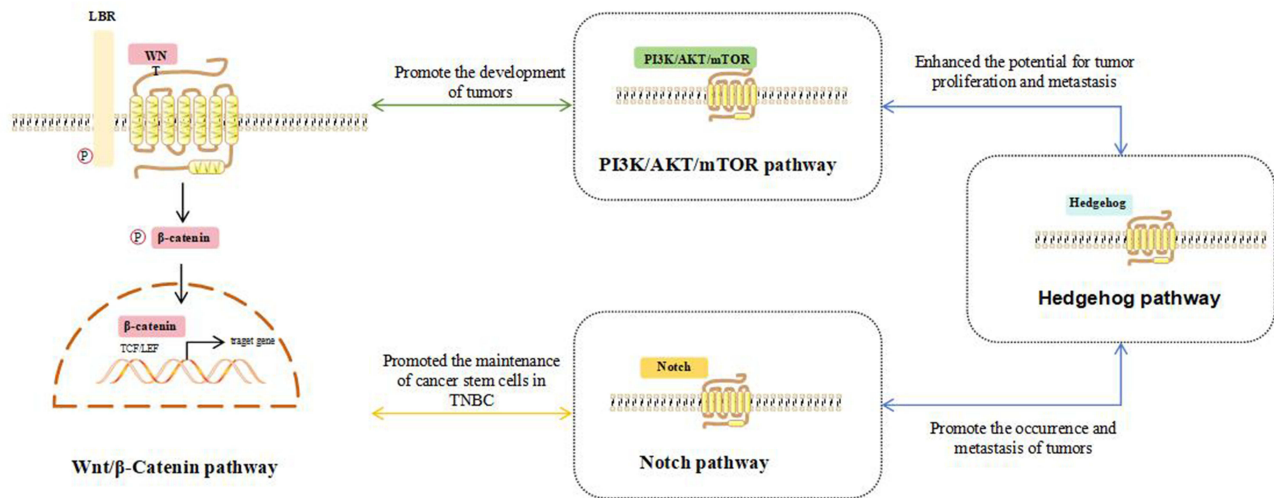 LBR
WN
T
P
P
β-catenin
β-catenin
TCF/LEF
traget gene
Wnt/β-Catenin pathway
Promote the development
of tumors
Promoted the maintenance
of cancer stem cells in
TNBC
PI3K/AKT/mTOR
PI3K/AKT/mTOR pathway
Notch
Notch pathway
Enhanced the potential for tumor
proliferation and metastasis
Hedgehog
Hedgehog pathway
Promote the occurrence and
metastasis of tumors